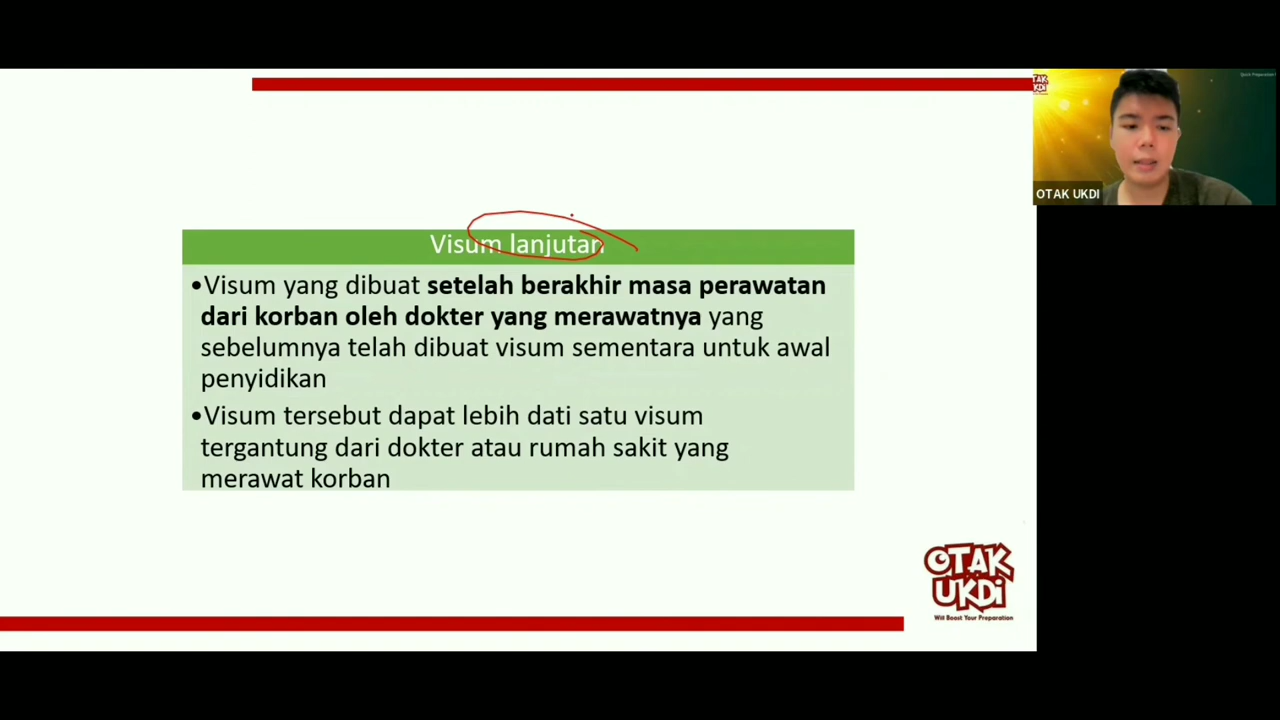 Visum lanjutan
•Visum yang dibuat setelah berakhir masa perawatan
dari korban oleh dokter yang merawatnya yang
sebelumnya telah dibuat visum sementara untuk awal
penyidikan
•Visum tersebut dapat lebih dati satu visum
tergantung dari dokter atau rumah sakit yang
merawat korban
OTAK
UKDi
Will Boost Your Preparation
OTAK UKDI